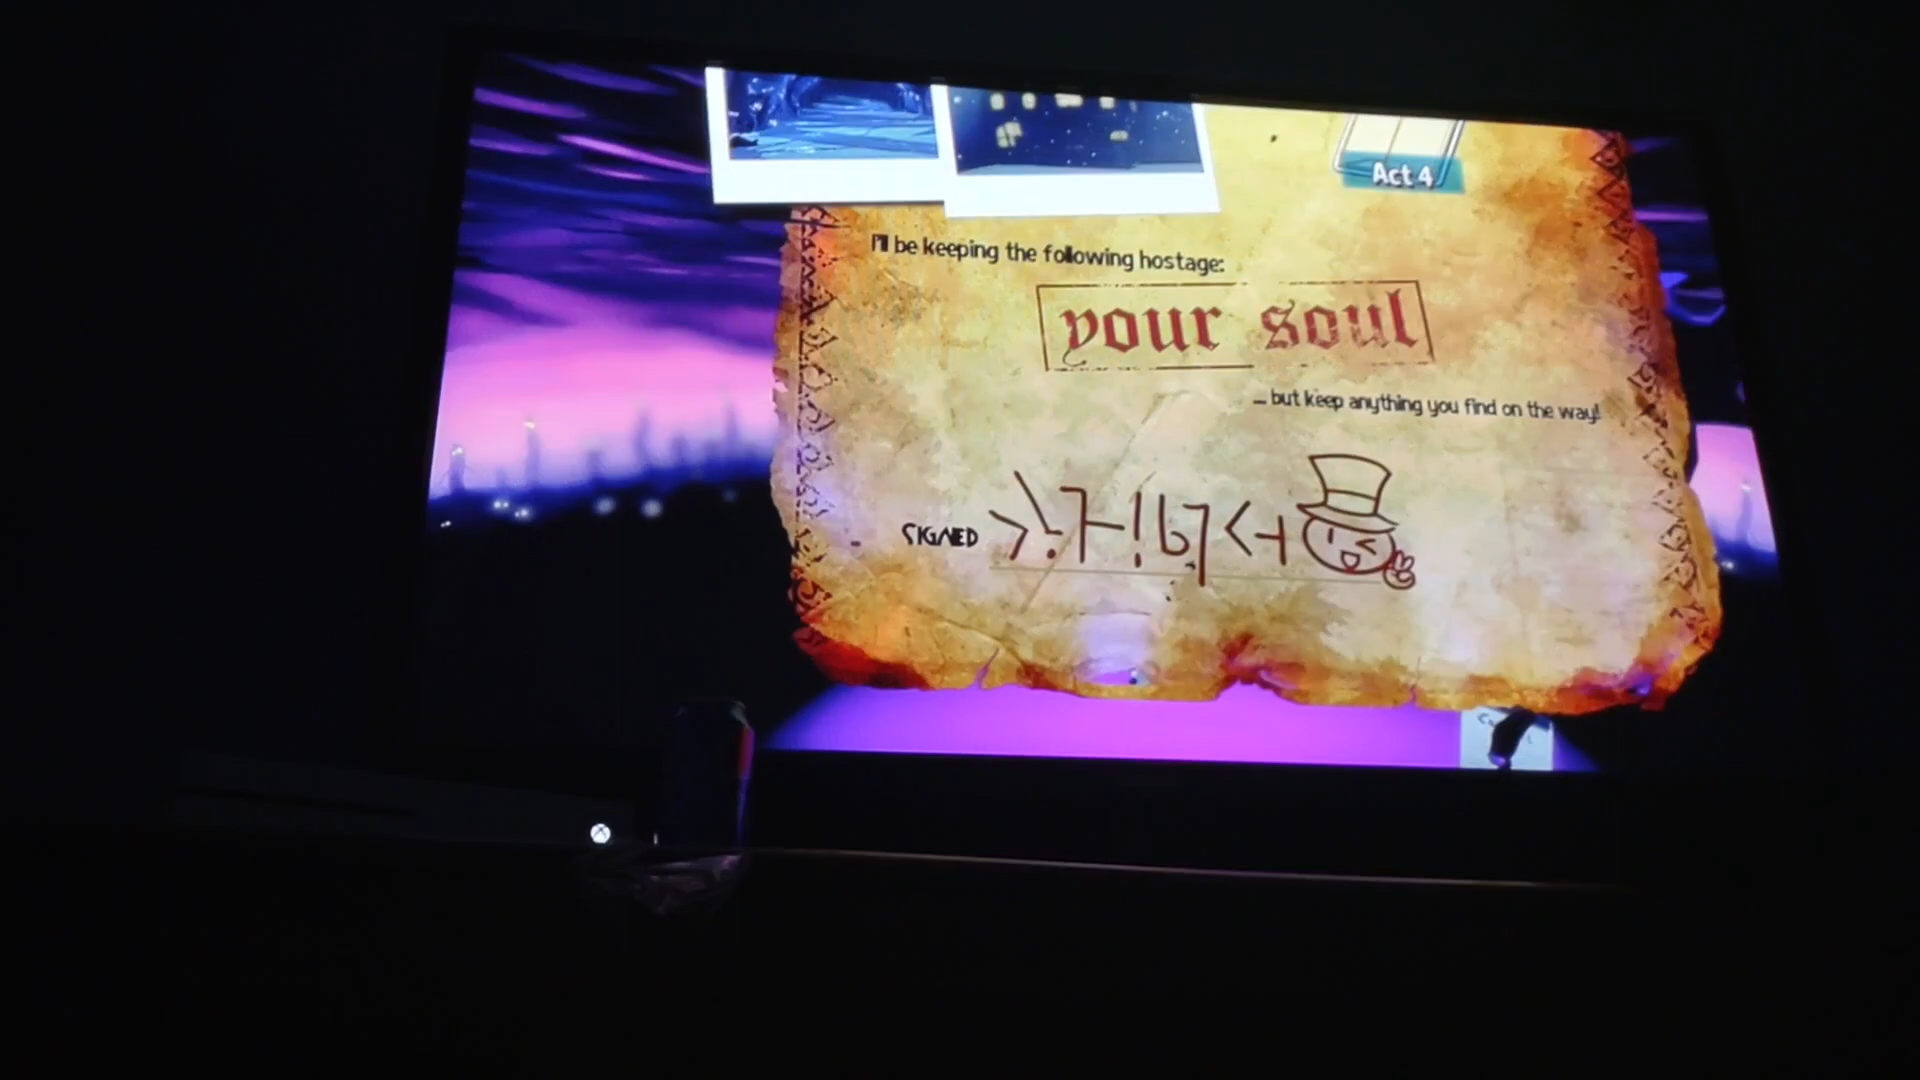 Act 4
I'll be keeping the following hostage:
your soul
... but keep anything you find on the way!
SIGNED